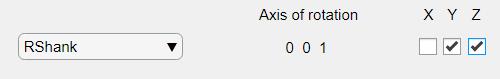 Axis of rotation X Y Z
RShank 0 0 1